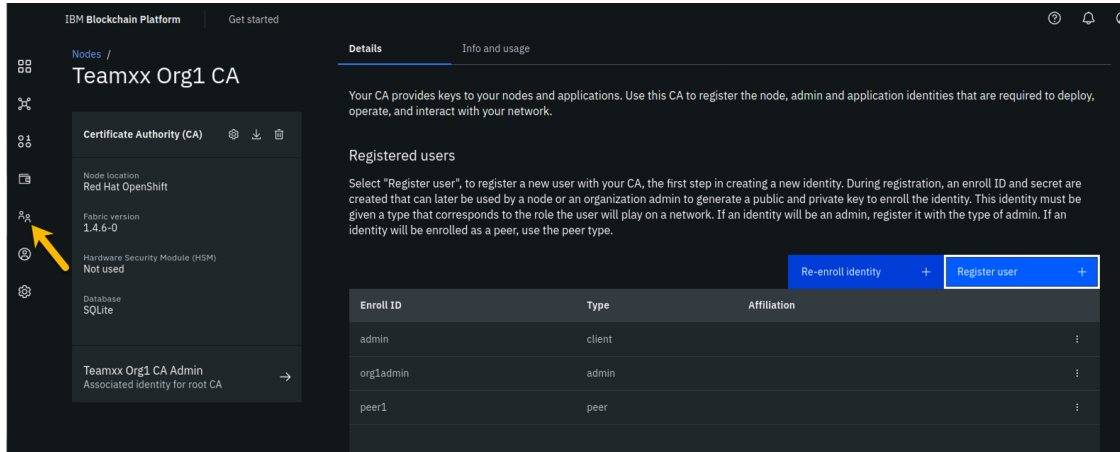 IBM Blockchain Platform
Get started
Nodes /
Teamxx Org1 CA
Certificate Authority (CA)
Node location
Red Hat OpenShift
Fabric version
1.4.6-0
Hardware Security Module (HSM)
Not used
Database
SQLite
Teamxx Org1 CA Admin
Associated identity for root CA
Details
Info and usage
Your CA provides keys to your nodes and applications. Use this CA to register the node, admin and application identities that are required to deploy,
operate, and interact with your network.
Registered users
Select "Register user", to register a new user with your CA, the first step in creating a new identity. During registration, an enroll ID and secret are
created that can later be used by a node or an organization admin to generate a public and private key to enroll the identity. This identity must be
given a type that corresponds to the role the user will play on a network. If an identity will be an admin, register it with the type of admin. If an
identity will be enrolled as a peer, use the peer type.
Re-enroll identity +
Register user +
Enroll ID Type Affiliation
admin client
org1admin admin
peer1 peer